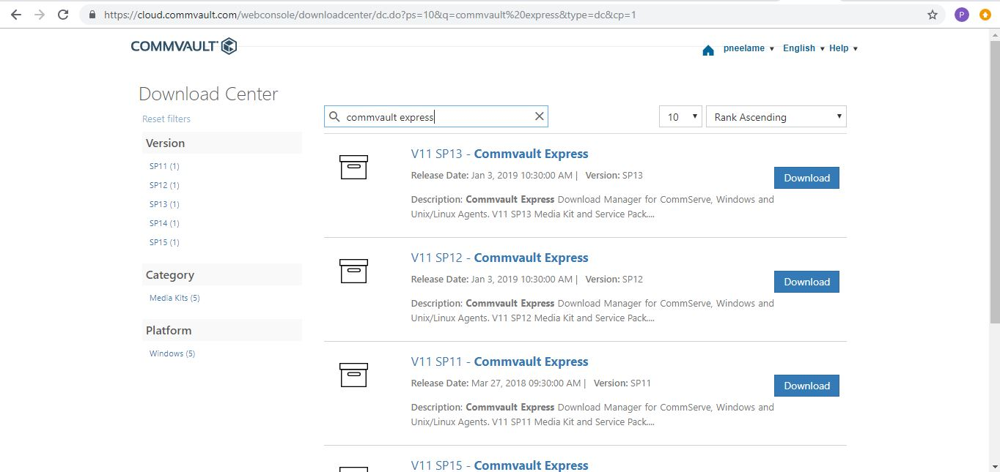 https://cloud.commvault.com/webconsole/downloadcenter/dc.do?ps=10&q=commvault%20express&type=dc&cp=1
P
COMMVAULT
pneelame ▾ English ▾ Help ▾
Download Center
Reset filters
Version
SP11 (1)
SP12 (1)
SP13 (1)
SP14 (1)
SP15 (1)
Category
Media Kits (5)
Platform
Windows (5)
commvault express
10
Rank Ascending
V11 SP13 - Commvault Express
Release Date: Jan 3, 2019 10:30:00 AM | Version: SP13
Download
Description: Commvault Express Download Manager for CommServe, Windows and
Unix/Linux Agents. V11 SP13 Media Kit and Service Pack....
V11 SP12 - Commvault Express
Release Date: Jan 3, 2019 10:30:00 AM | Version: SP12
Download
Description: Commvault Express Download Manager for CommServe, Windows and
Unix/Linux Agents. V11 SP12 Media Kit and Service Pack....
V11 SP11 - Commvault Express
Release Date: Mar 27, 2018 09:30:00 AM | Version: SP11
Download
Description: Commvault Express Download Manager for CommServe, Windows and
Unix/Linux Agents. V11 SP11 Media Kit and Service Pack....
V11 SP15 - Commvault Express